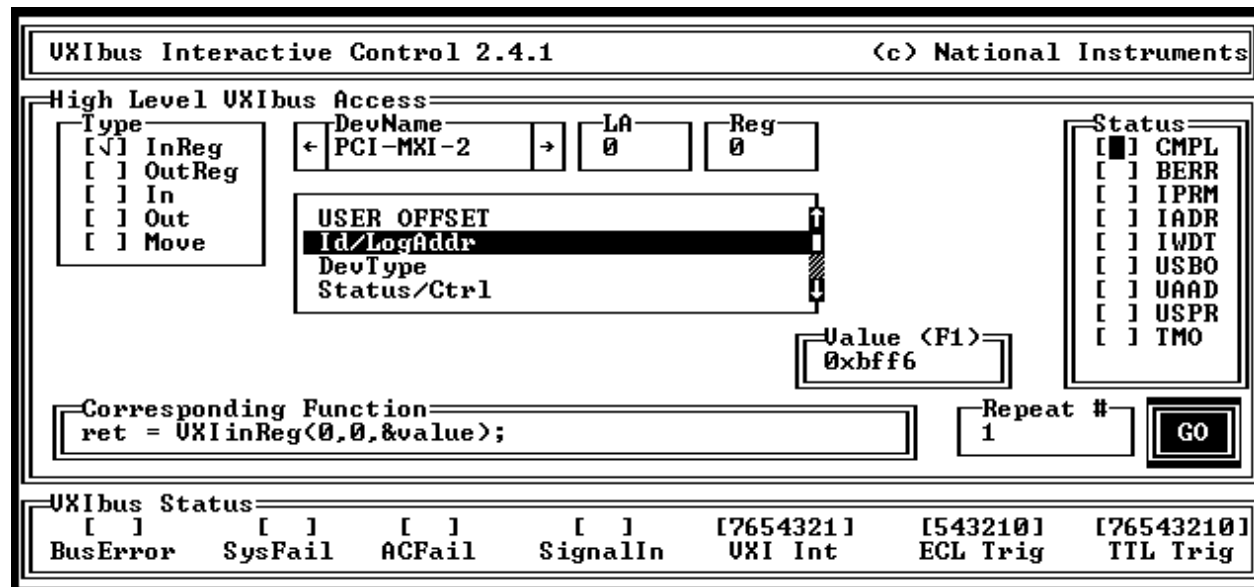 VXIbus Interactive Control 2.4.1 (c) National Instruments
High Level VXIbus Access
Type DevName LA Reg Status
[√] InReg ← PCI-MXI-2 → 0 0 [█] CMPL
[ ] OutReg [ ] BERR
[ ] In [ ] IPRM
[ ] Out USER OFFSET ↑ [ ] IADR
[ ] Move Id/LogAddr [ ] IWDT
DevType [ ] USBO
Status/Ctrl ↓ [ ] UAAD
[ ] USPR
Value (F1) [ ] TMO
0xbff6
Corresponding Function Repeat #
ret = VXIinReg(0,0,&value); 1 GO
VXIbus Status
[ ] [ ] [ ] [ ] [7654321] [543210] [76543210]
BusError SysFail ACFail SignalIn VXI Int ECL Trig TTL Trig